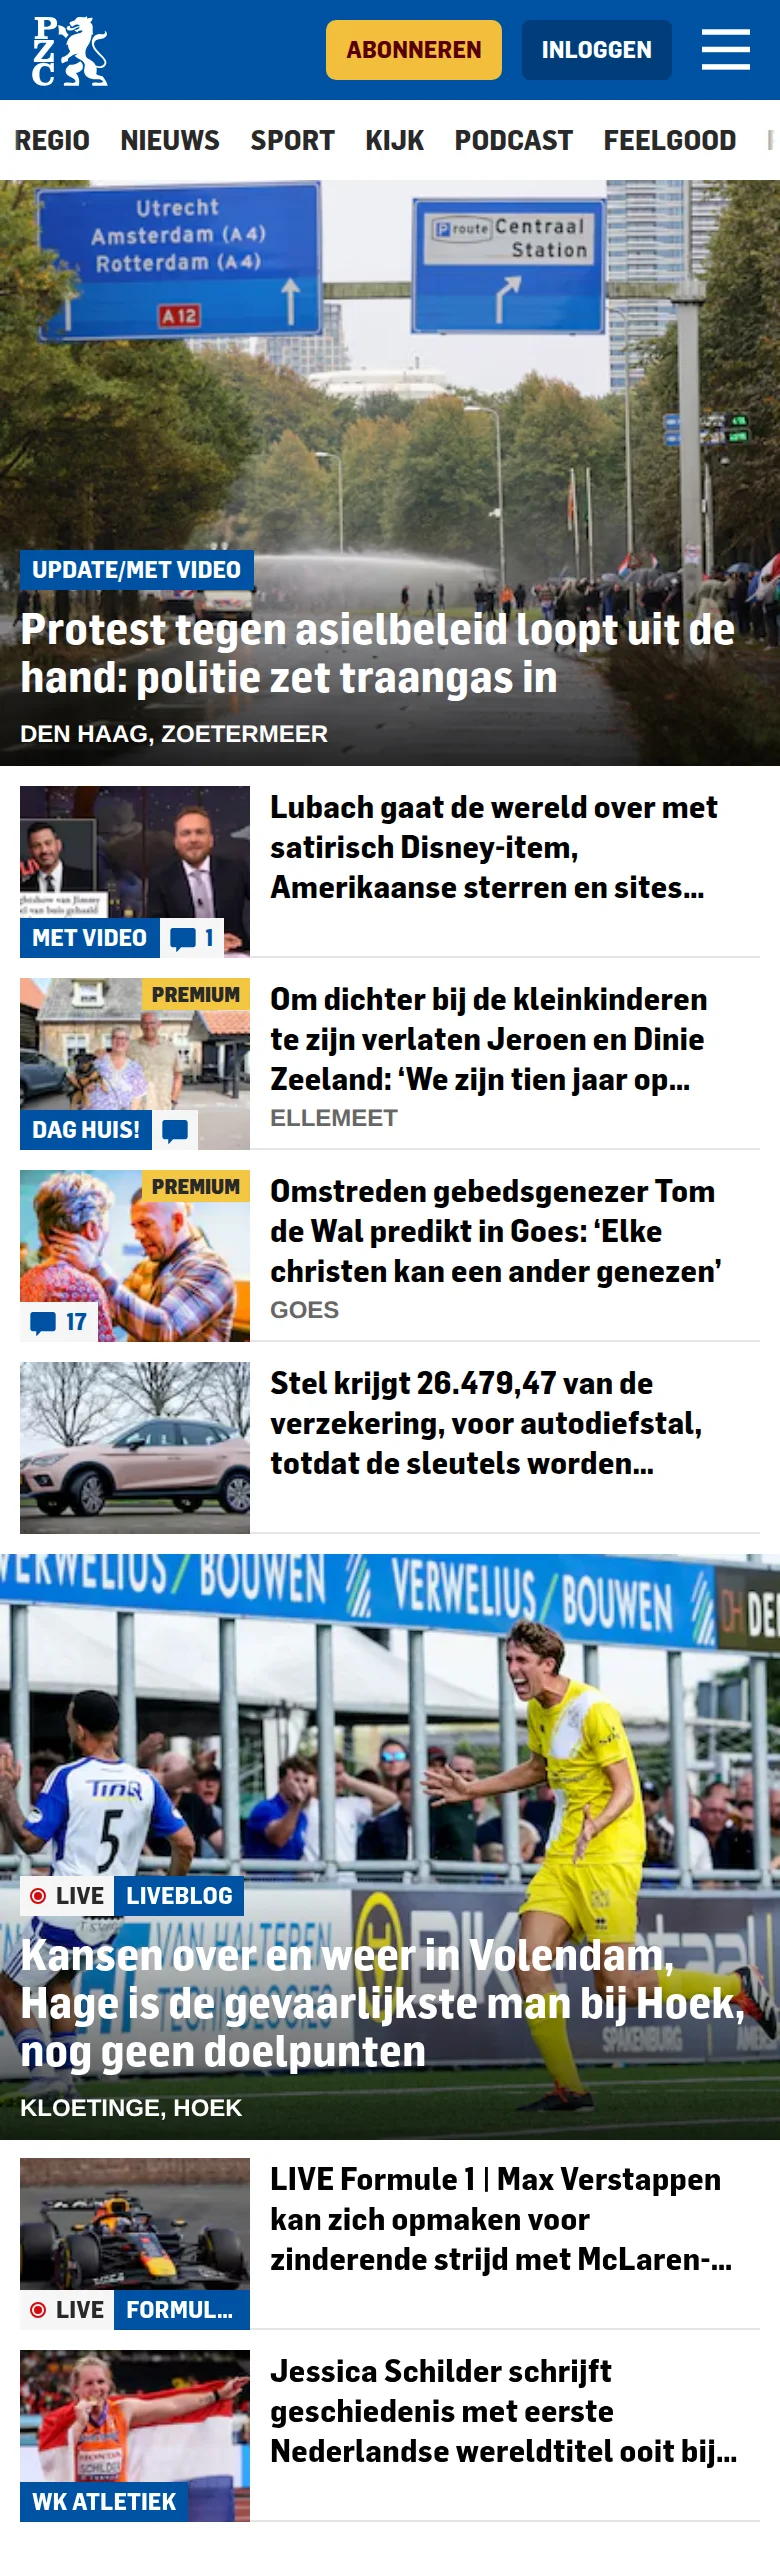 PZC
ABONNEREN
INLOGGEN
REGIO NIEUWS SPORT KIJK PODCAST FEELGOOD
Utrecht
Amsterdam (A4)
Rotterdam (A4)
A12
P route Centraal
Station
UPDATE/MET VIDEO
Protest tegen asielbeleid loopt uit de
hand: politie zet traangas in
DEN HAAG, ZOETERMEER
Lubach gaat de wereld over met
satirisch Disney-item,
Amerikaanse sterren en sites...
MET VIDEO 1
PREMIUM
Om dichter bij de kleinkinderen
te zijn verlaten Jeroen en Dinie
Zeeland: ‘We zijn tien jaar op...
ELLEMEET
DAG HUIS!
PREMIUM
Omstreden gebedsgenezer Tom
de Wal predikt in Goes: ‘Elke
christen kan een ander genezen’
GOES
17
Stel krijgt 26.479,47 van de
verzekering, voor autodiefstal,
totdat de sleutels worden...
VERWELIUS/BOUWEN VERWELIUS/BOUWEN
TINQ
5
LIVE LIVEBLOG
Kansen over en weer in Volendam,
Hage is de gevaarlijkste man bij Hoek,
nog geen doelpunten
SPAKENBURG
KLOETINGE, HOEK
LIVE Formule 1 | Max Verstappen
kan zich opmaken voor
zinderende strijd met McLaren-...
LIVE FORMUL...
Jessica Schilder schrijft
geschiedenis met eerste
Nederlandse wereldtitel ooit bij...
HONDA
SCHILDER
WK ATLETIEK